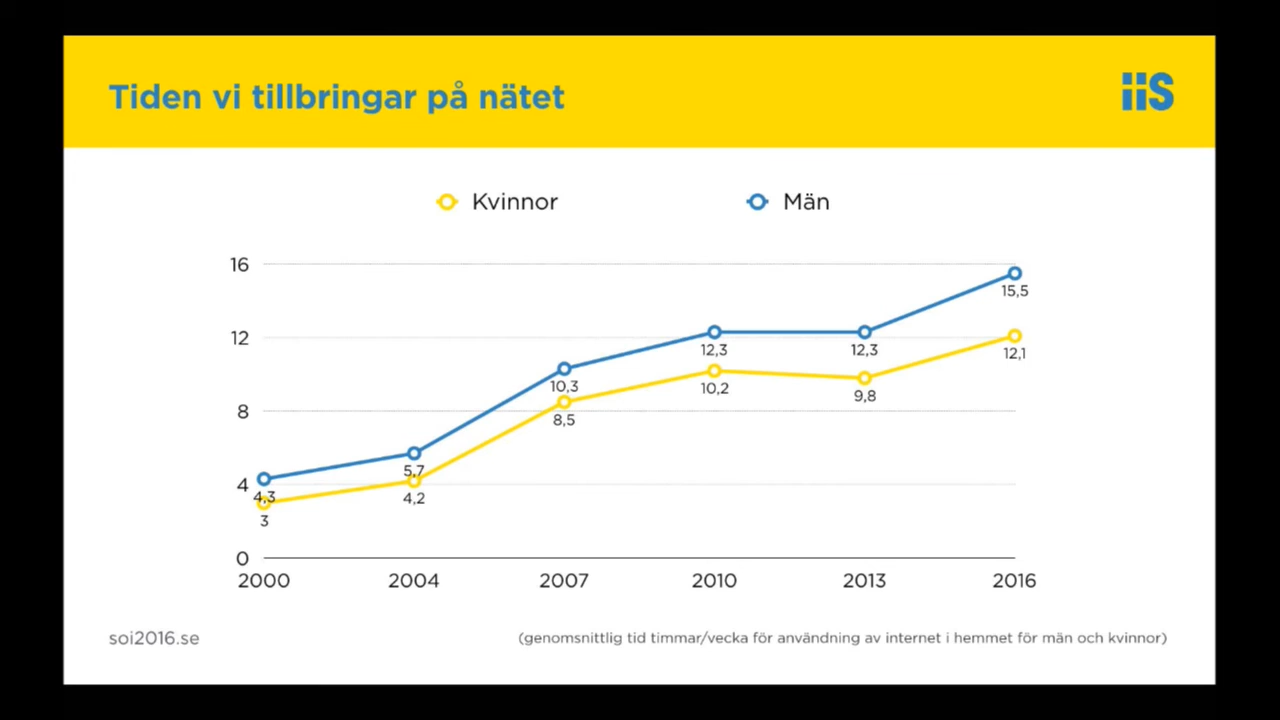 Tiden vi tillbringar på nätet
iis
Kvinnor
Män
16
12
8
4
0
15,5
12,3
12,3
12,1
10,3
10,2
9,8
8,5
5,7
4,2
4,3
3
2000 2004 2007 2010 2013 2016
soi2016.se
(genomsnittlig tid timmar/vecka för användning av internet i hemmet för män och kvinnor)